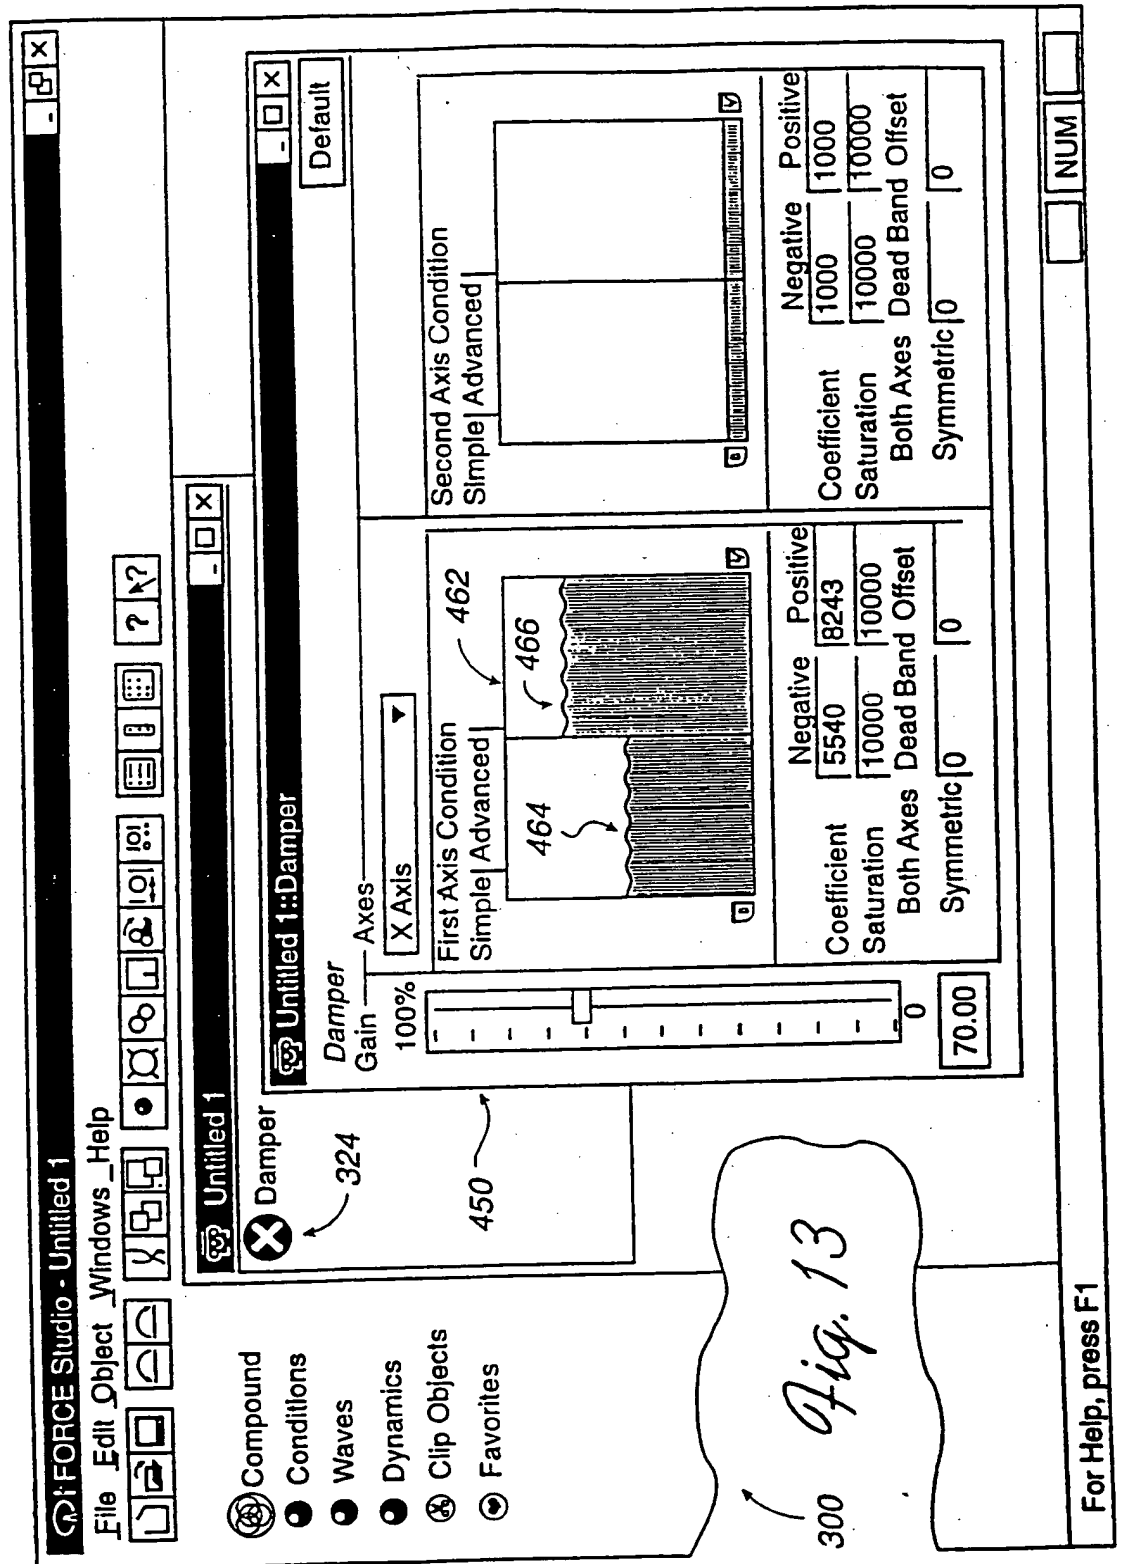 iFORCE Studio - Untitled 1
File Edit Object Windows Help
? ?
Compound
Conditions
Waves
Dynamics
Clip Objects
Favorites
Untitled 1
Damper
324
450
Untitled 1::Damper
Default
Damper
Gain
100%
0
70.00
Axes
X Axis
First Axis Condition
Simple Advanced
462
464
466
Negative Positive
Coefficient 5540 8243
Saturation 10000 10000
Both Axes Dead Band Offset
Symmetric 0 0
Second Axis Condition
Simple Advanced
Negative Positive
Coefficient 1000 1000
Saturation 10000 10000
Both Axes Dead Band Offset
Symmetric 0 0
300
Fig. 13
For Help, press F1
NUM